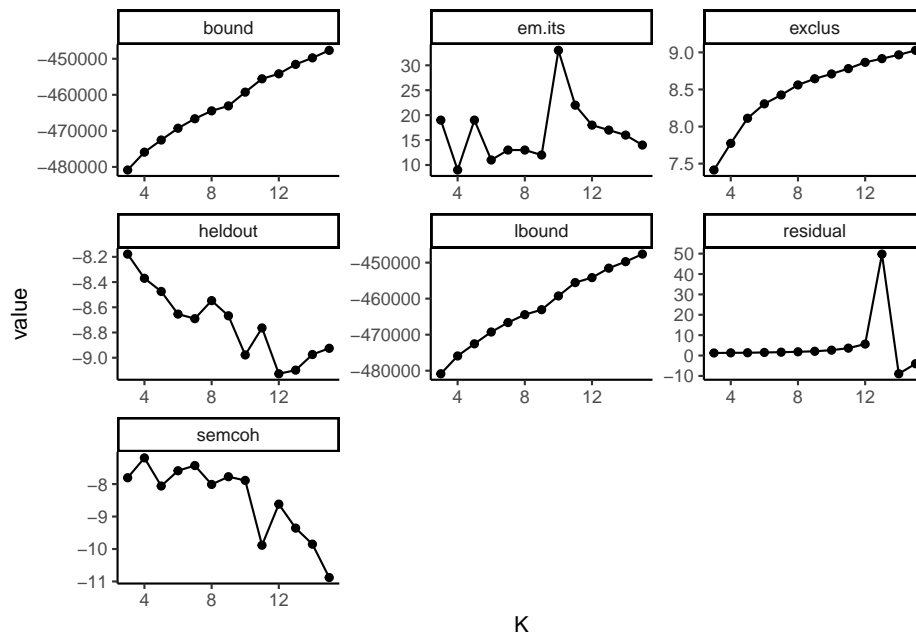 bound
em.its
exclus
−450000
−460000
−470000
−480000
4 8 12
30
25
20
15
10
4 8 12
9.0
8.5
8.0
7.5
4 8 12
heldout
lbound
residual
−8.2
−8.4
−8.6
−8.8
−9.0
4 8 12
−450000
−460000
−470000
−480000
4 8 12
50
40
30
20
10
0
−10
4 8 12
semcoh
−8
−9
−10
−11
4 8 12
value
K